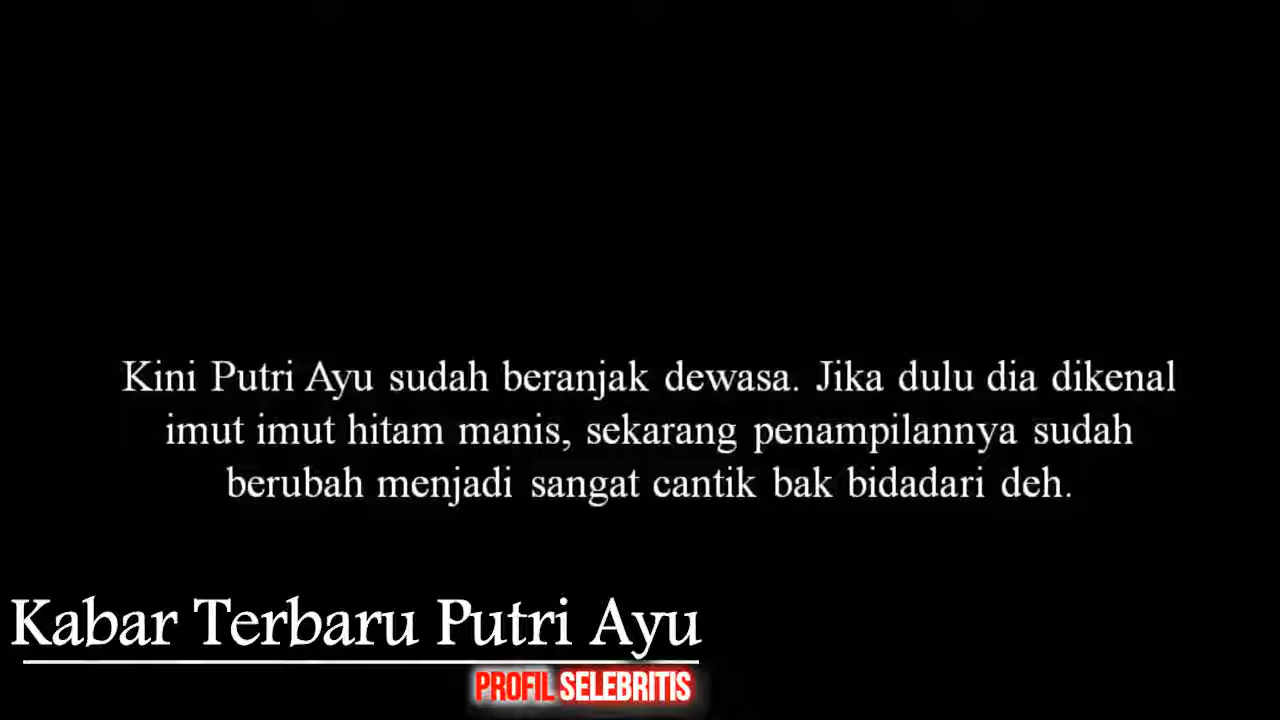 Kini Putri Ayu sudah beranjak dewasa. Jika dulu dia dikenal
imut imut hitam manis, sekarang penampilannya sudah
berubah menjadi sangat cantik bak bidadari deh.
Kabar Terbaru Putri Ayu
PROFIL SELEBRITIS